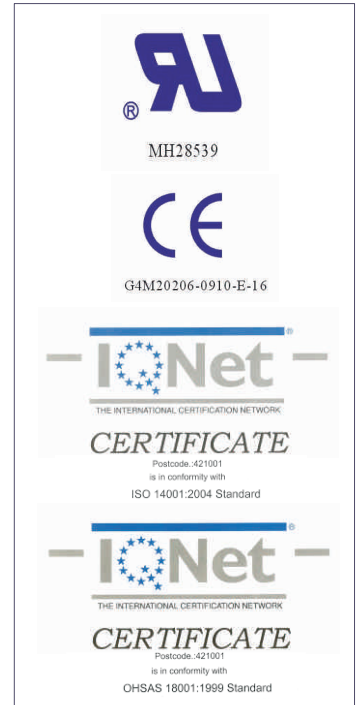 RU
®
MH28539
CE
G4M20206-0910-E-16
®
IQNet
THE INTERNATIONAL CERTIFICATION NETWORK
CERTIFICATE
Postcode.:421001
is in conformity with
ISO 14001:2004 Standard
®
IQNet
THE INTERNATIONAL CERTIFICATION NETWORK
CERTIFICATE
Postcode.:421001
is in conformity with
OHSAS 18001:1999 Standard